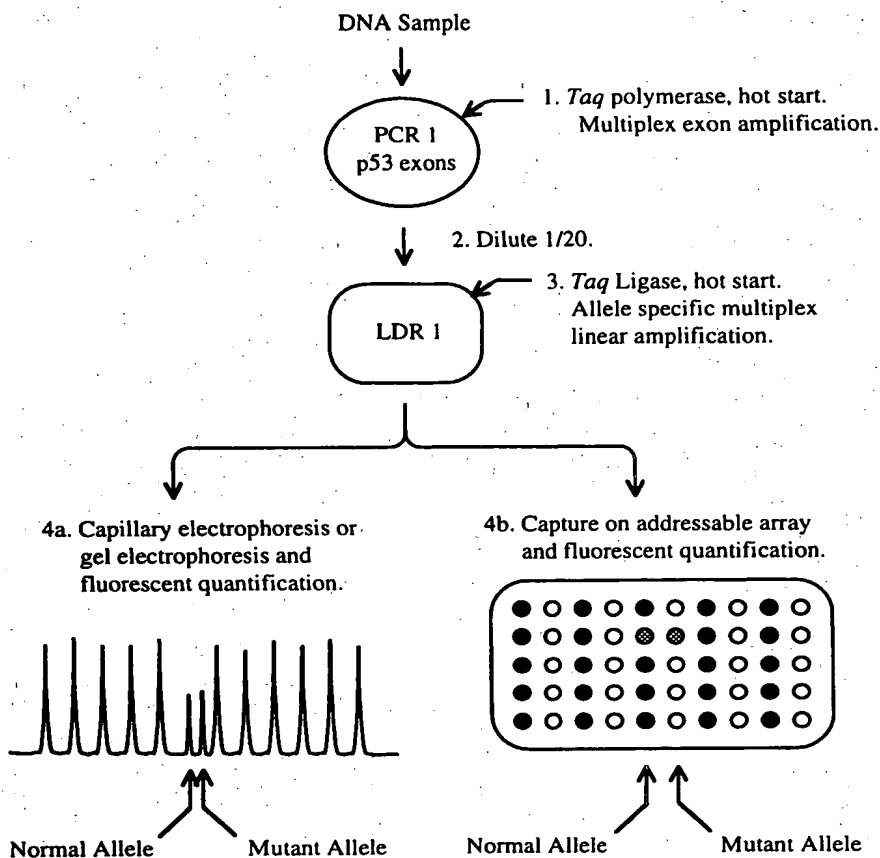 DNA Sample
1. Taq polymerase, hot start.
Multiplex exon amplification.
PCR 1
p53 exons
2. Dilute 1/20.
3. Taq Ligase, hot start.
Allele specific multiplex
linear amplification.
LDR 1
4a. Capillary electrophoresis or
gel electrophoresis and
fluorescent quantification.
4b. Capture on addressable array
and fluorescent quantification.
Normal Allele
Mutant Allele
Normal Allele
Mutant Allele